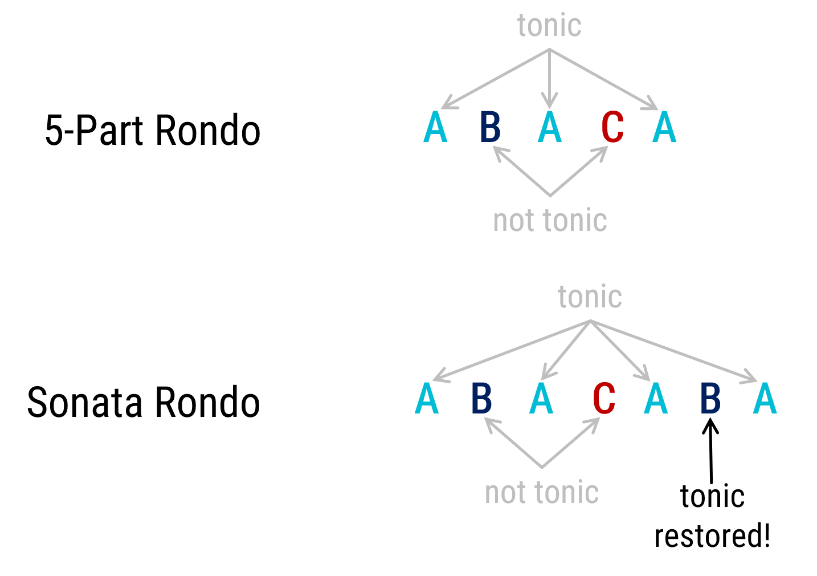 tonic
5-Part Rondo
A B A C A
not tonic
tonic
Sonata Rondo
A B A C A B A
not tonic
tonic
restored!